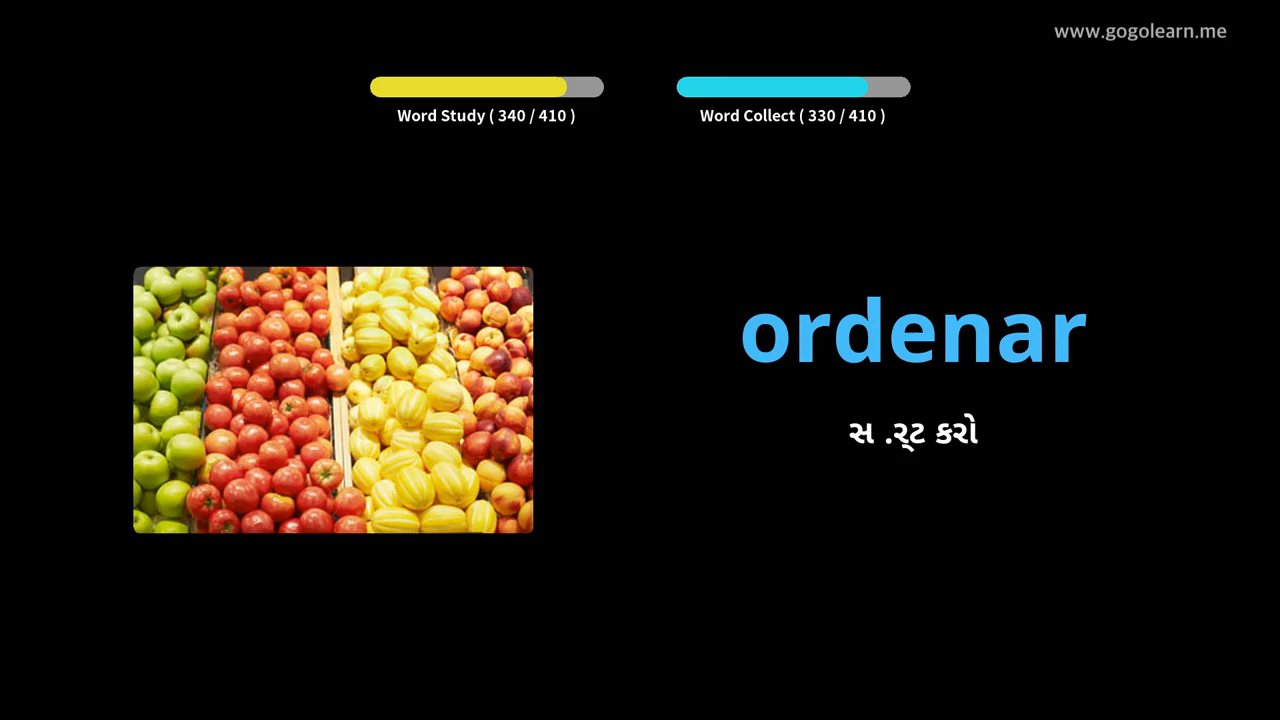 www.gogolearn.me
Word Study ( 340 / 410 )
Word Collect ( 330 / 410 )
ordenar
સ .ર્ટ કરો